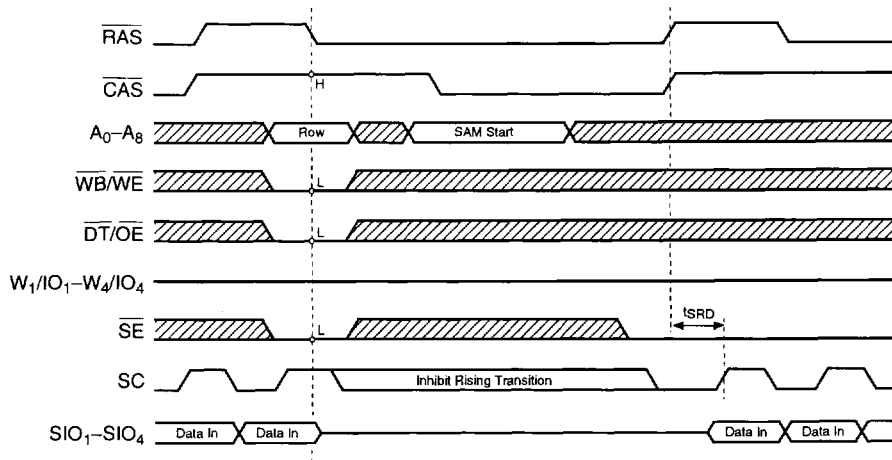 RAS
CAS
H
A0–A8
Row
SAM Start
WB/WE
L
DT/OE
L
W1/IO1–W4/IO4
tSRD
SE
L
SC
Inhibit Rising Transition
SIO1–SIO4
Data In
Data In
Data In
Data In